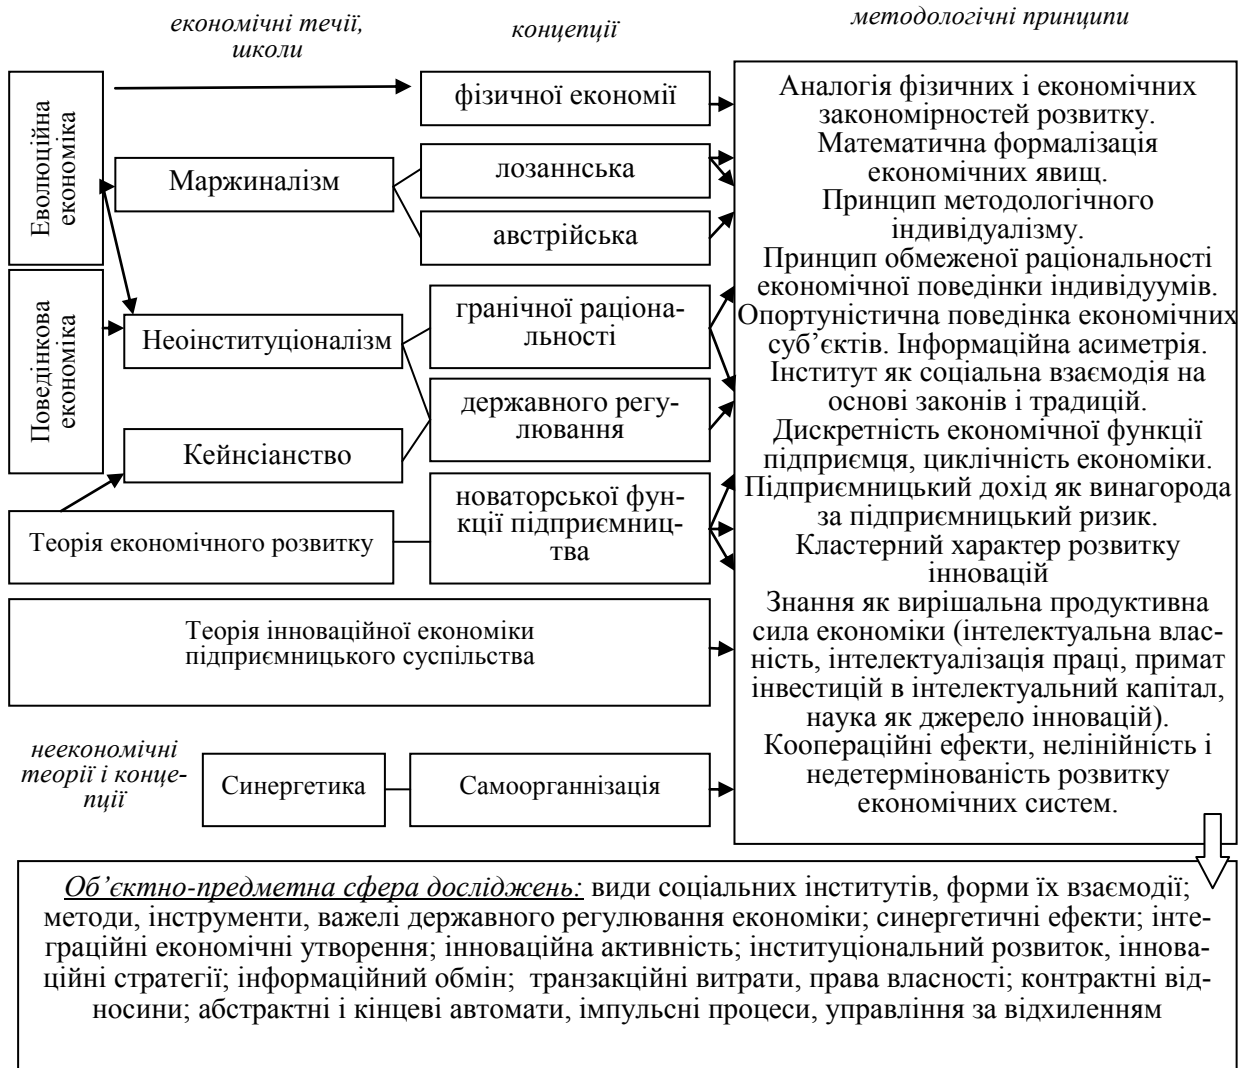 економічні течії,
школи
концепції
методологічні принципи
Еволюційна
економіка
Поведінкова
економіка
Маржиналізм
Неоінституціоналізм
Кейнсіанство
Теорія економічного розвитку
фізичної економії
лозаннська
австрійська
гранічної раціона-
льності
державного регу-
лювання
новаторської фун-
кції підприємниц-
тва
Теорія інноваційної економіки
підприємницького суспільства
неекономічні
теорії і конце-
пції
Синергетика
Самоорганнізація
Аналогія фізичних і економічних
закономірностей розвитку.
Математична формалізація
економічних явищ.
Принцип методологічного
індивідуалізму.
Принцип обмеженої раціональності
економічної поведінки індивідуумів.
Опортуністична поведінка економічних
суб’єктів. Інформаційна асиметрія.
Інститут як соціальна взаємодія на
основі законів і традицій.
Дискретність економічної функції
підприємця, циклічність економіки.
Підприємницький дохід як винагорода
за підприємницький ризик.
Кластерний характер розвитку
інновацій
Знання як вирішальна продуктивна
сила економіки (інтелектуальна влас-
ність, інтелектуалізація праці, примат
інвестицій в інтелектуальний капітал,
наука як джерело інновацій).
Коопераційні ефекти, нелінійність і
недетермінованість розвитку
економічних систем.
Об’єктно-предметна сфера досліджень: види соціальних інститутів, форми їх взаємодії;
методи, інструменти, важелі державного регулювання економіки; синергетичні ефекти; інте-
граційні економічні утворення; інноваційна активність; інституціональний розвиток, іннова-
ційні стратегії; інформаційний обмін; транзакційні витрати, права власності; контрактні від-
носини; абстрактні і кінцеві автомати, імпульсні процеси, управління за відхиленням